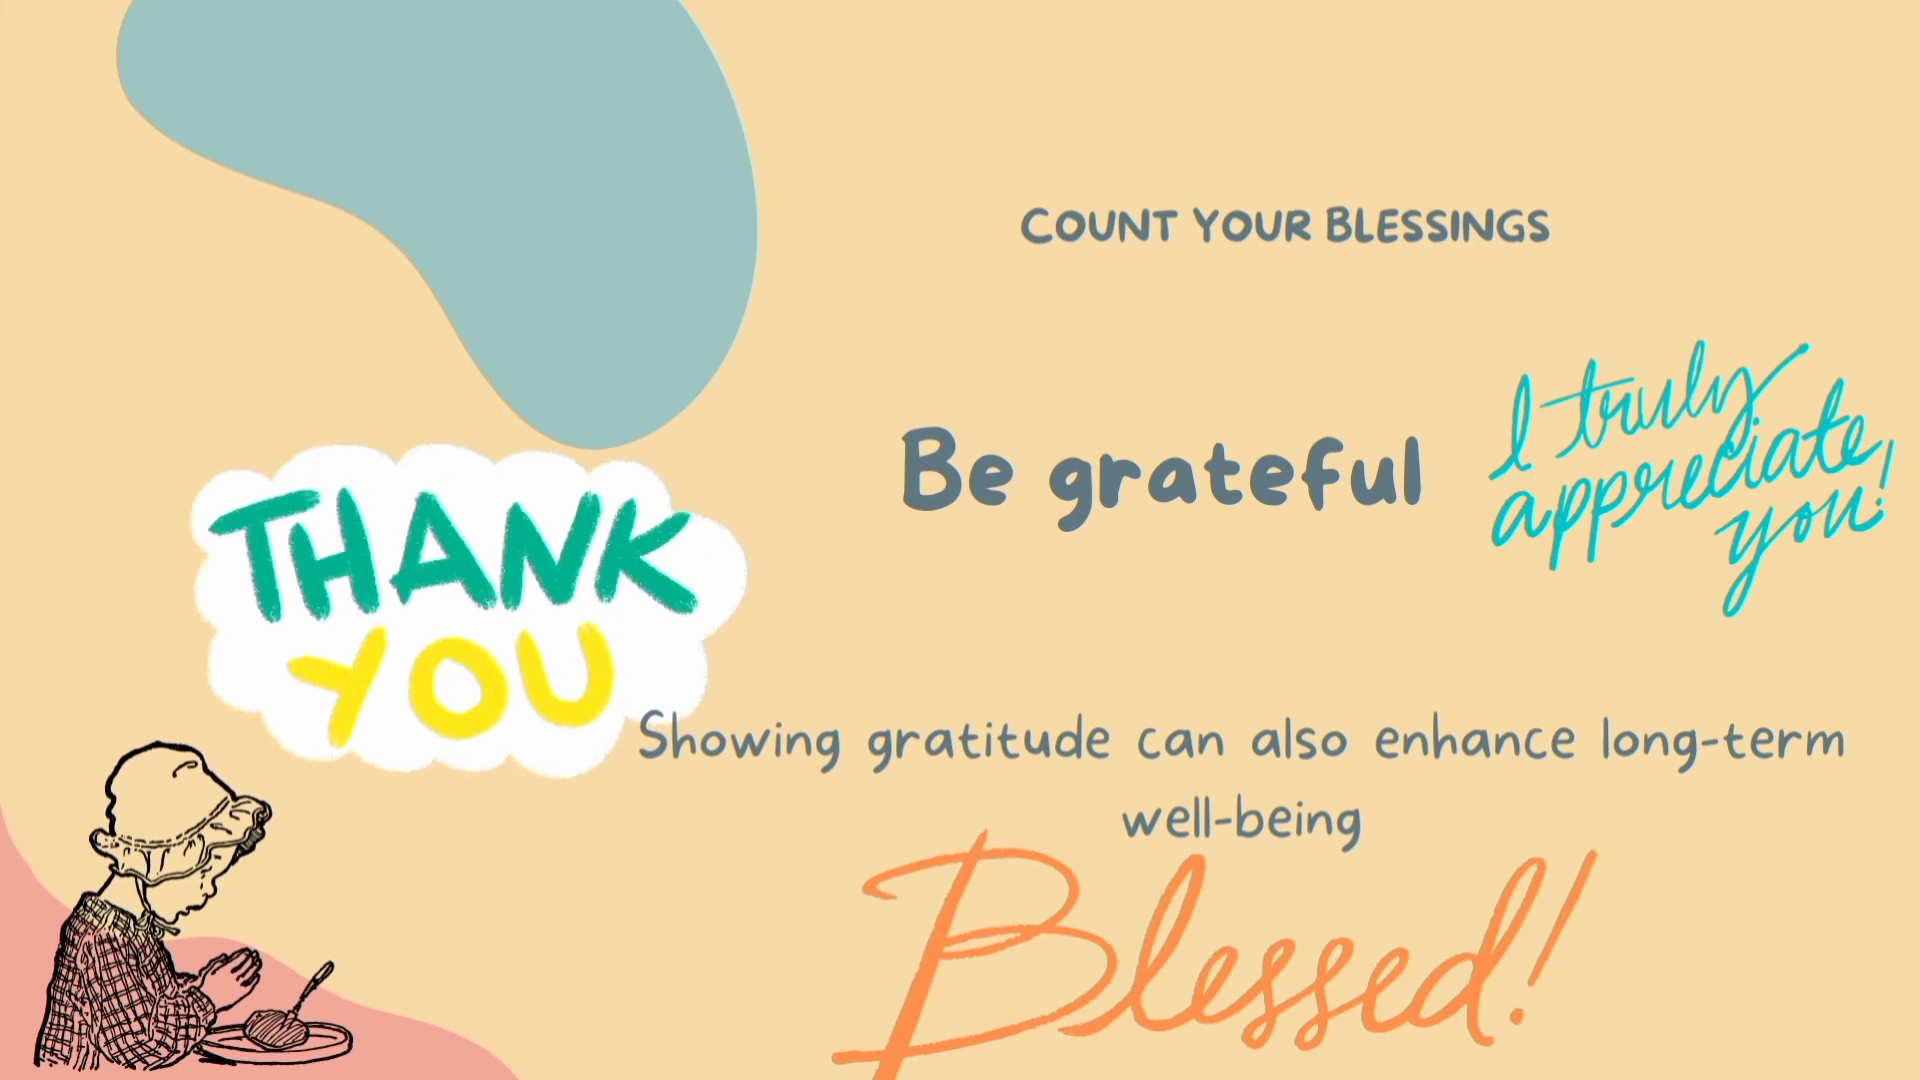 COUNT YOUR BLESSINGS
Be grateful
I truly
appreciate
you!
THANK
YOU
Showing gratitude can also enhance long-term
well-being
Blessed!